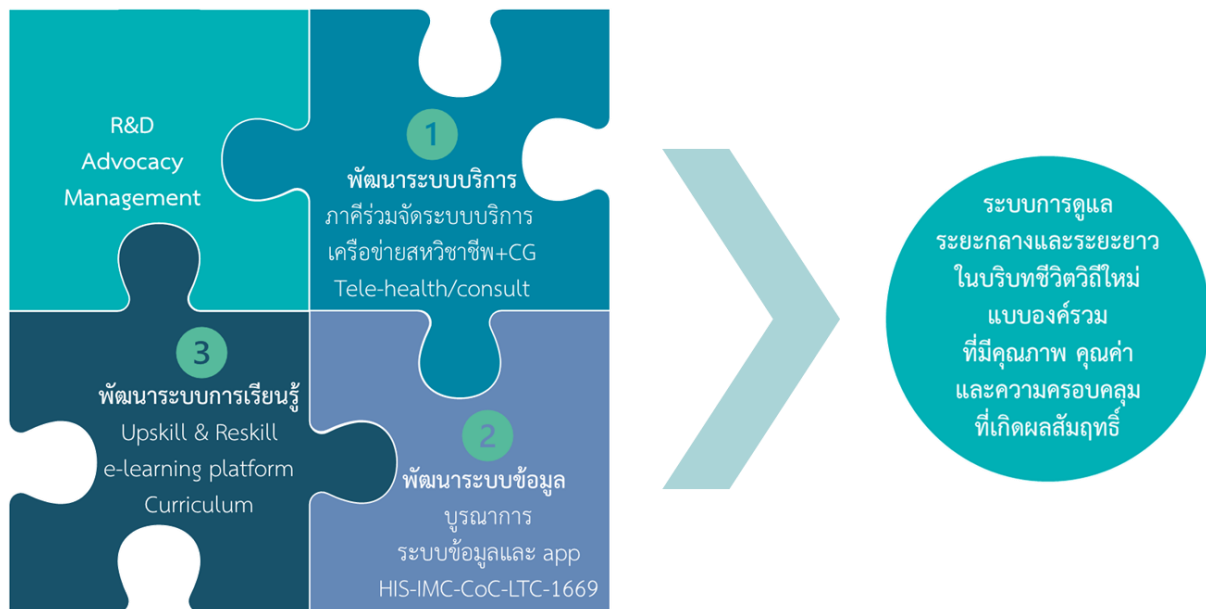 R&D
Advocacy
Management
1
พัฒนาระบบบริการ
ภาคีร่วมจัดระบบบริการ
เครือข่ายสหวิชาชีพ+CG
Tele-health/consult
3
พัฒนาระบบการเรียนรู้
Upskill & Reskill
e-learning platform
Curriculum
2
พัฒนาระบบข้อมูล
บูรณาการ
ระบบข้อมูลและ app
HIS-IMC-CoC-LTC-1669
ระบบการดูแล
ระยะกลางและระยะยาว
ในบริบทชีวิตวิถีใหม่
แบบองค์รวม
ที่มีคุณภาพ คุณค่า
และความครอบคลุม
ที่เกิดผลสัมฤทธิ์